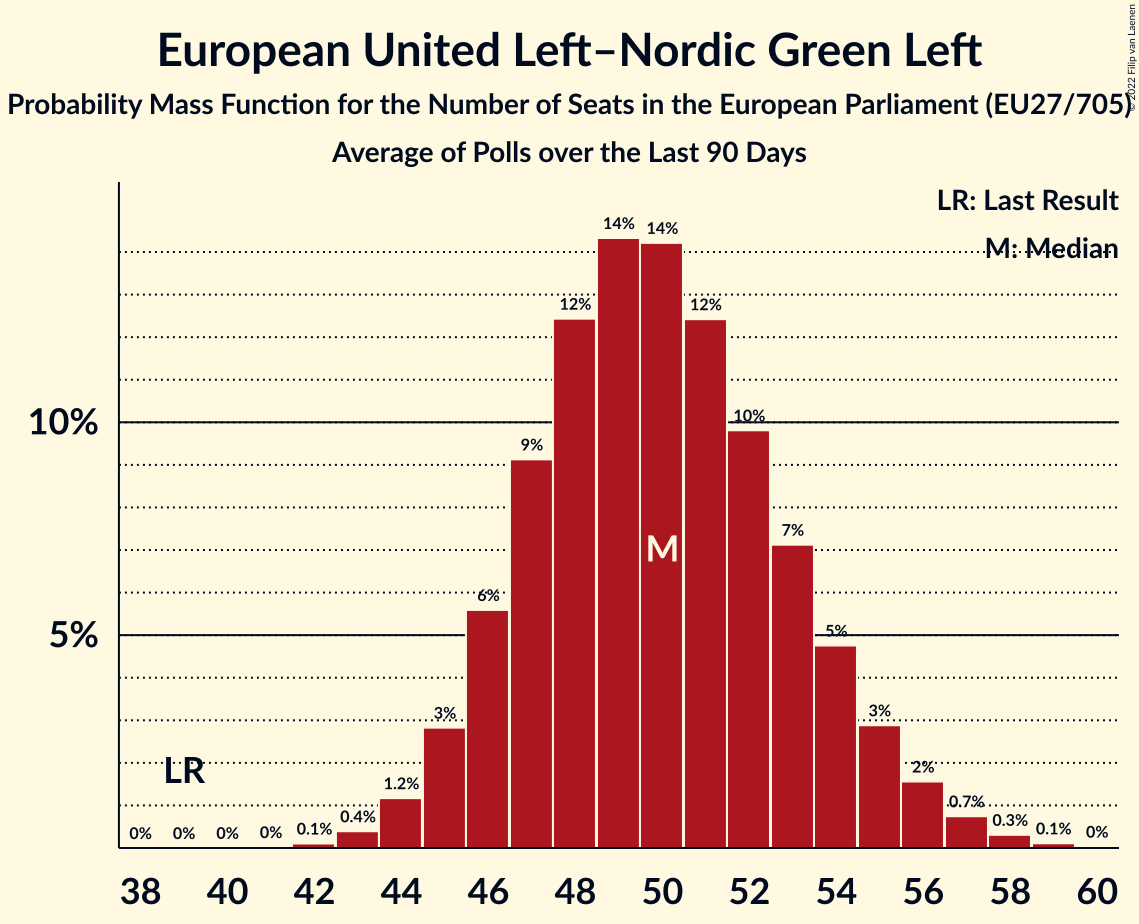 European United Left–Nordic Green Left
Probability Mass Function for the Number of Seats in the European Parliament (EU27/705)
Average of Polls over the Last 90 Days
© 2022 Filip van Laenen
LR: Last Result
M: Median
14% 14%
12% 12%
10% 10%
9%
7%
M
6%
5% 5%
3% 3%
LR 2%
1.2%
0% 0% 0% 0% 0.1% 0.4% 0.7% 0.3% 0.1% 0%
38 40 42 44 46 48 50 52 54 56 58 60